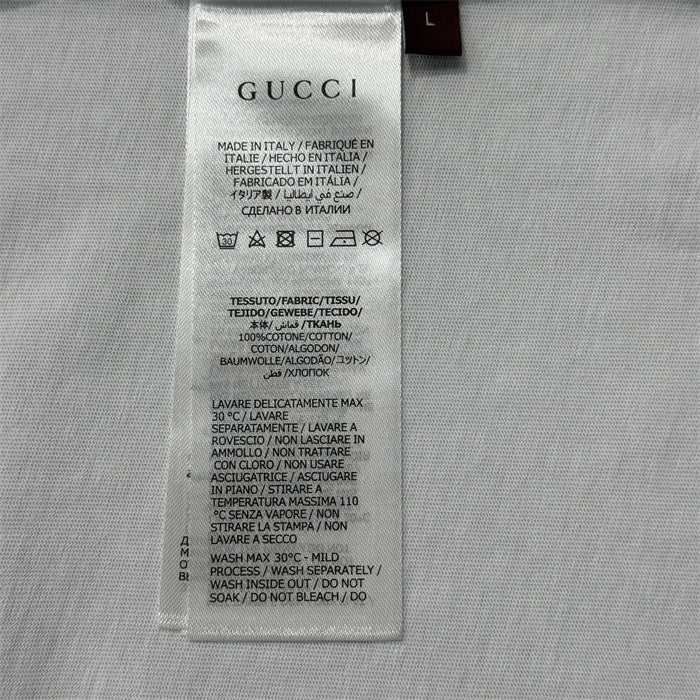 L
GUCCI
MADE IN ITALY / FABRIQUÉ EN
ITALIE / HECHO EN ITALIA /
HERGESTELLT IN ITALIEN /
FABRICADO EM ITÁLIA /
イタリア製 / صنع في ايطاليا /
СДЕЛАНО В ИТАЛИИ
30
TESSUTO/FABRIC/TISSU/
TEJIDO/GEWEBE/TECIDO/
本体/ قماش /ТКАНЬ
100%COTONE/COTTON/
COTON/ALGODON/
BAUMWOLLE/ALGODÃO/コットン/
قطن /ХЛОПОК
LAVARE DELICATAMENTE MAX
30 °C / LAVARE
SEPARATAMENTE / LAVARE A
ROVESCIO / NON LASCIARE IN
AMMOLLO / NON TRATTARE
CON CLORO / NON USARE
ASCIUGATRICE / ASCIUGARE
IN PIANO / STIRARE A
TEMPERATURA MASSIMA 110
°C SENZA VAPORE / NON
STIRARE LA STAMPA / NON
LAVARE A SECCO
WASH MAX 30°C - MILD
PROCESS / WASH SEPARATELY /
WASH INSIDE OUT / DO NOT
SOAK / DO NOT BLEACH / DO